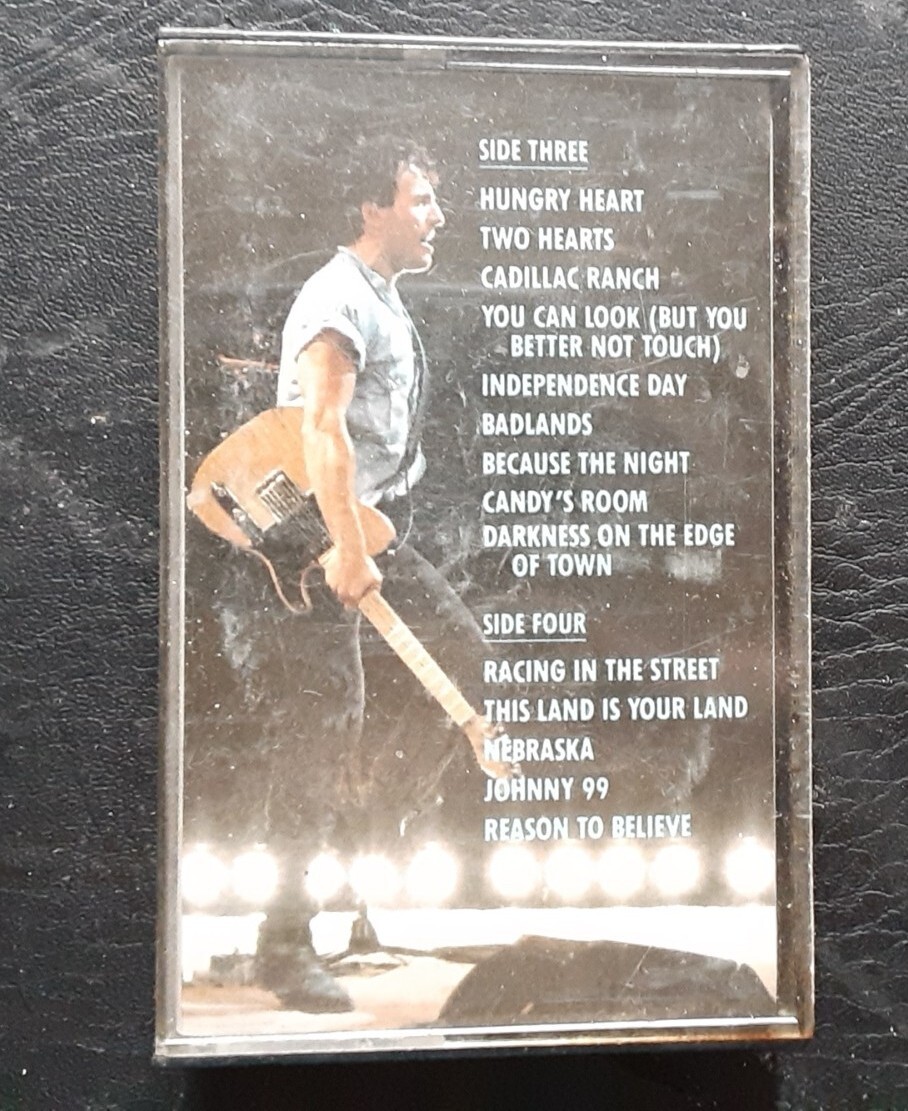 SIDE THREE
HUNGRY HEART
TWO HEARTS
CADILLAC RANCH
YOU CAN LOOK (BUT YOU
BETTER NOT TOUCH)
INDEPENDENCE DAY
BADLANDS
BECAUSE THE NIGHT
CANDY'S ROOM
DARKNESS ON THE EDGE
OF TOWN
SIDE FOUR
RACING IN THE STREET
THIS LAND IS YOUR LAND
NEBRASKA
JOHNNY 99
REASON TO BELIEVE